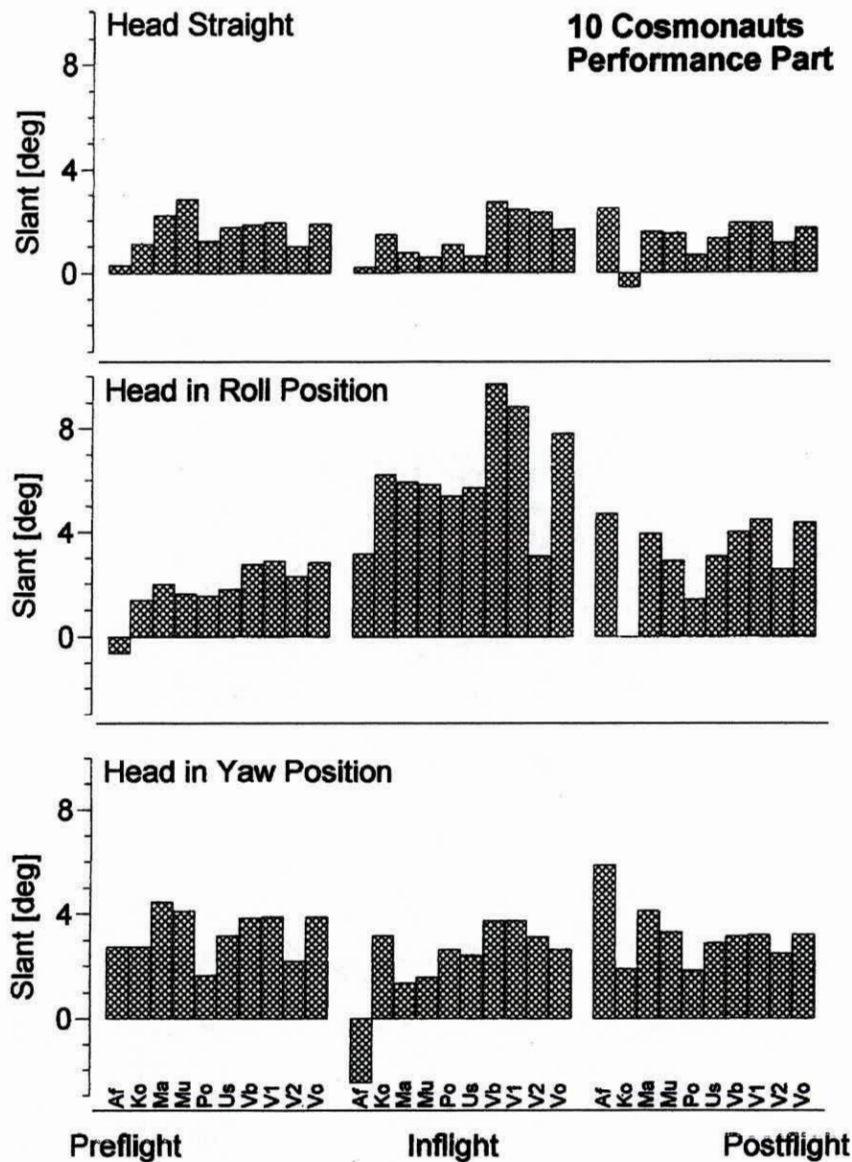 Head Straight
10 Cosmonauts
Performance Part
Slant [deg]
8
4
0
Head in Roll Position
Slant [deg]
8
4
0
Head in Yaw Position
Slant [deg]
8
4
0
Af Ko Ma Mu Po Us Vb V1 V2 Vo Af Ko Ma Mu Po Us Vb V1 V2 Vo Af Ko Ma Mu Po Us Vb V1 V2 Vo
Preflight Inflight Postflight